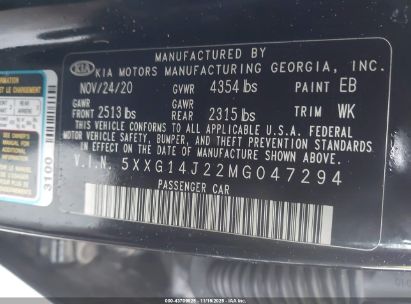 MANUFACTURED BY
KIA KIA MOTORS MANUFACTURING GEORGIA, INC.
NOV/24/20 GVWR 4354 lbs PAINT EB
GAWR GAWR
FRONT 2513 lbs REAR 2315 lbs TRIM WK
THIS VEHICLE CONFORMS TO ALL APPLICABLE U.S.A. FEDERAL
MOTOR VEHICLE SAFETY, BUMPER, AND THEFT PREVENTION STANDARDS
IN EFFECT ON THE DATE OF MANUFACTURE SHOWN ABOVE.
V.I.N. 5XXG14J22MG047294
PASSENGER CAR
3100